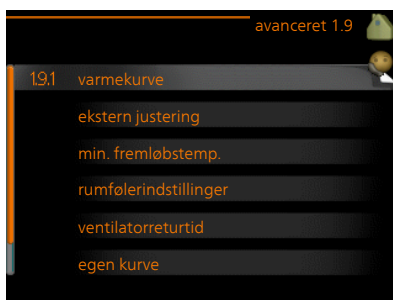 avanceret 1.9
1.9.1 varmekurve
ekstern justering
min. fremløbstemp.
rumfølerindstillinger
ventilatorreturtid
egen kurve